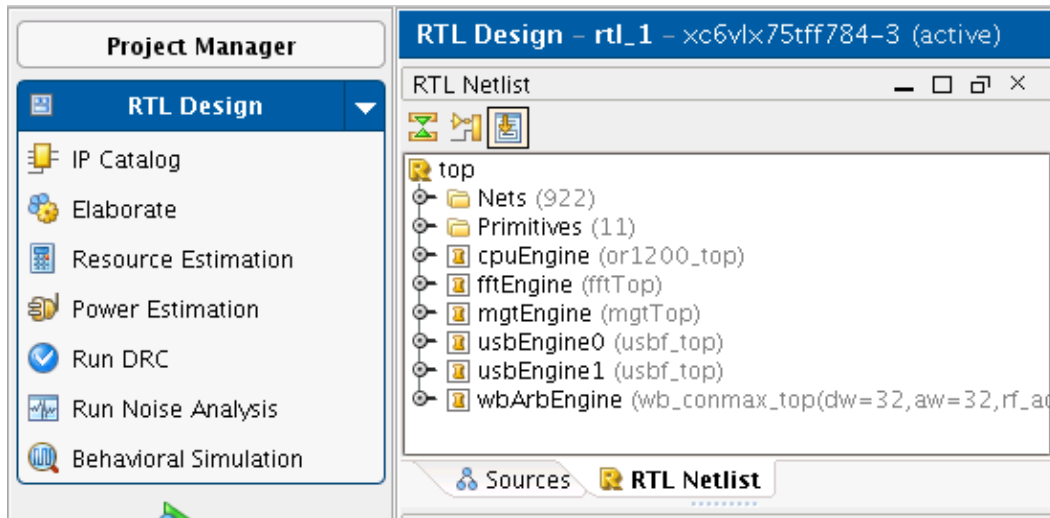 Project Manager
RTL Design
IP Catalog
Elaborate
Resource Estimation
Power Estimation
Run DRC
Run Noise Analysis
Behavioral Simulation
RTL Design - rtl_1 - xc6vlx75tff784-3 (active)
RTL Netlist
top
Nets (922)
Primitives (11)
cpuEngine (or1200_top)
fftEngine (fftTop)
mgtEngine (mgtTop)
usbEngine0 (usbf_top)
usbEngine1 (usbf_top)
wbArbEngine (wb_conmax_top(dw=32,aw=32,rf_ad
Sources
RTL Netlist